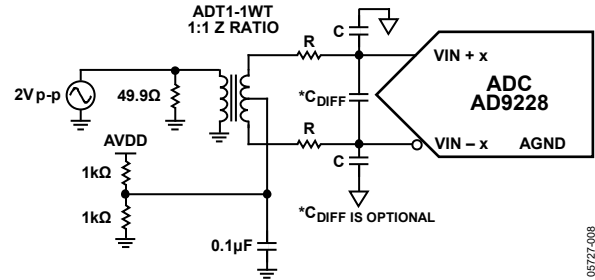 ADT1-1WT
1:1 Z RATIO
C
R
VIN + x
2V p-p
49.9Ω
*CDIFF
ADC
AD9228
R
AVDD
VIN – x
AGND
C
1kΩ
1kΩ
*CDIFF IS OPTIONAL
0.1µF
05727-008